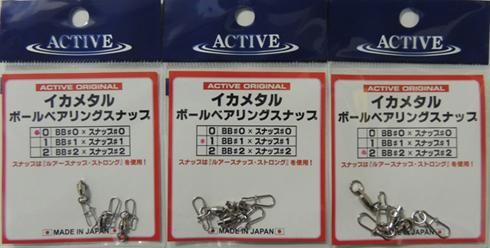 ACTIVE
ACTIVE ORIGINAL
イカメタル
ボールベアリングスナップ
0 BB#0×スナップ#0
1 BB#1×スナップ#1
2 BB#2×スナップ#2
スナップは『ルアースナップ・ストロング』を使用!
MADE IN JAPAN
ACTIVE
ACTIVE ORIGINAL
イカメタル
ボールベアリングスナップ
0 BB#0×スナップ#0
1 BB#1×スナップ#1
2 BB#2×スナップ#2
スナップは『ルアースナップ・ストロング』を使用!
MADE IN JAPAN
ACTIVE
ACTIVE ORIGINAL
イカメタル
ボールベアリングスナップ
0 BB#0×スナップ#0
1 BB#1×スナップ#1
2 BB#2×スナップ#2
スナップは『ルアースナップ・ストロング』を使用!
MADE IN JAPAN